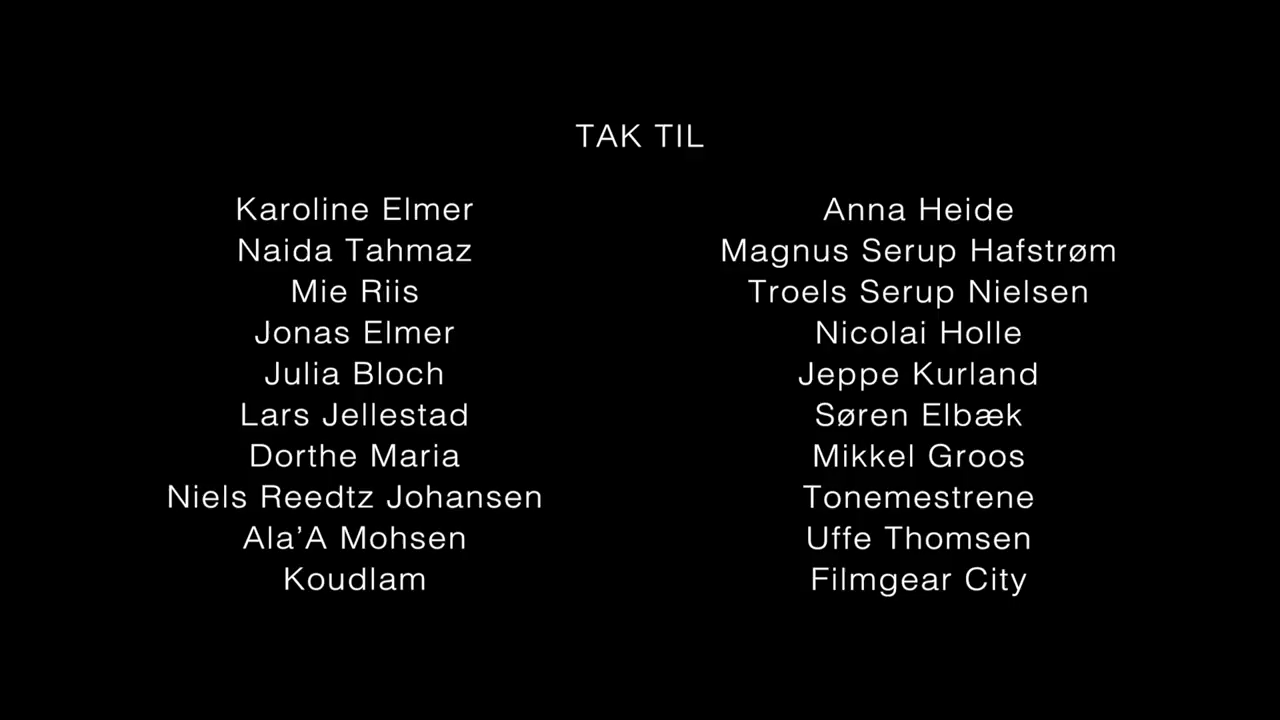 TAK TIL
Karoline Elmer
Naida Tahmaz
Mie Riis
Jonas Elmer
Julia Bloch
Lars Jellestad
Dorthe Maria
Niels Reedtz Johansen
Ala’A Mohsen
Koudlam
Anna Heide
Magnus Serup Hafstrøm
Troels Serup Nielsen
Nicolai Holle
Jeppe Kurland
Søren Elbæk
Mikkel Groos
Tonemestrene
Uffe Thomsen
Filmgear City